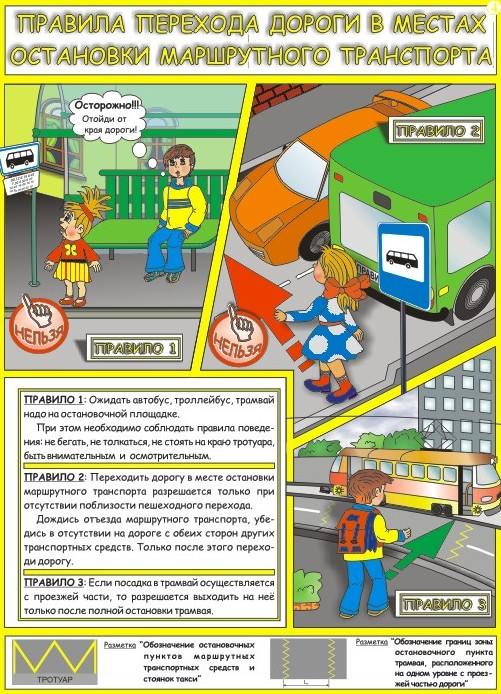 ПРАВИЛА ПЕРЕХОДА ДОРОГИ В МЕСТАХ
ОСТАНОВКИ МАРШРУТНОГО ТРАНСПОРТА
4
Осторожно!!!
Отойди от
края дороги!
НЕЛЬЗЯ
ПРАВИЛО 1
ПРАВИЛО 2
НЕЛЬЗЯ
ПРАВИЛО 1: Ожидать автобус, троллейбус, трамвай
надо на остановочной площадке.
При этом необходимо соблюдать правила поведе-
ния: не бегать, не толкаться, не стоять на краю тротуара,
быть внимательным и осмотрительным.
ПРАВИЛО 2: Переходить дорогу в месте остановки
маршрутного транспорта разрешается только при
отсутствии поблизости пешеходного перехода.
Дождись отъезда маршрутного транспорта, убе-
дись в отсутствии на дороге с обеих сторон других
транспортных средств. Только после этого перехо-
ди дорогу.
ПРАВИЛО 3: Если посадка в трамвай осуществляется
с проезжей части, то разрешается выходить на неё
только после полной остановки трамвая.
ПРАВИЛО 3
ТРОТУАР
Разметка "Обозначение остановочных
пунктов маршрутных
транспортных средств и
стоянок такси"
Разметка "Обозначение границ зоны
остановочного пункта
трамвая, расположенного
на одном уровне с проез-
жей частью дороги"